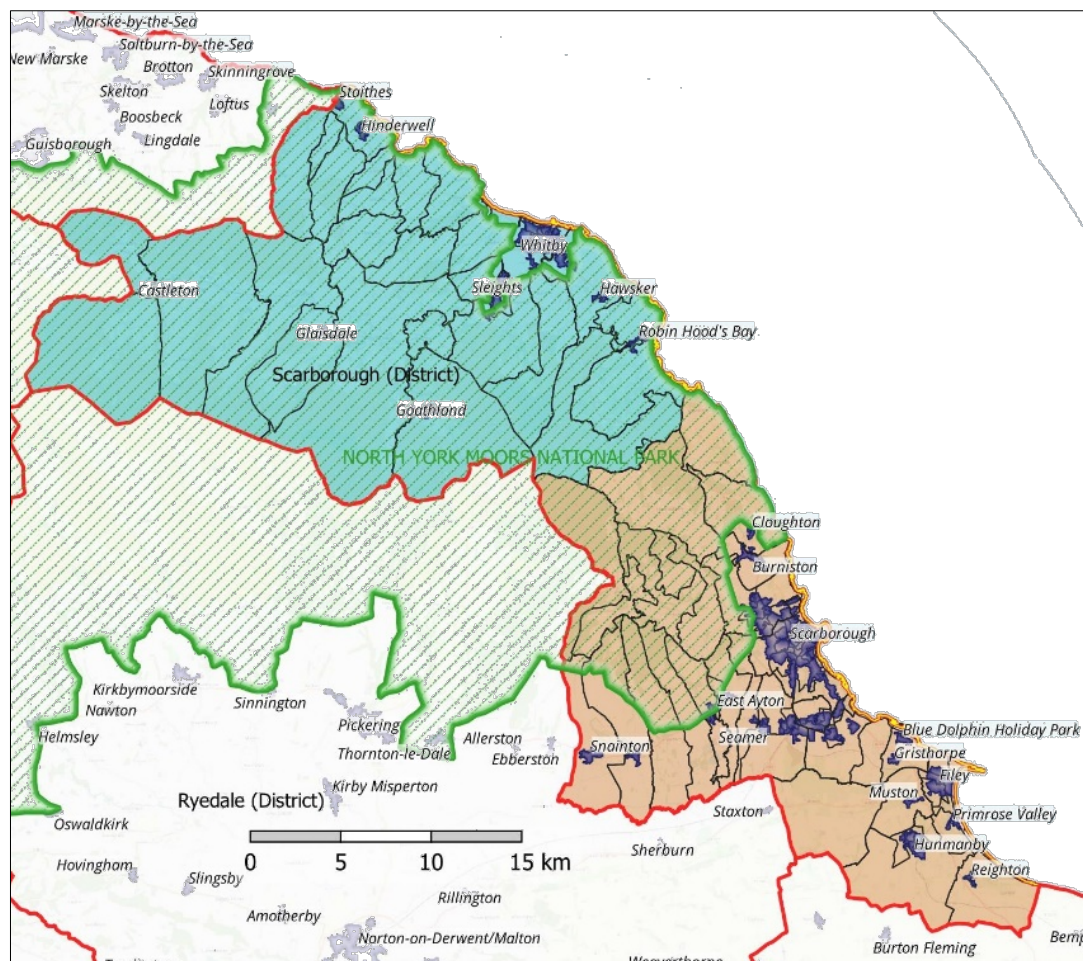 Marske-by-the-Sea
Saltburn-by-the-Sea
New Marske
Brotton
Skinningrove
Skelton
Staithes
Loftus
Boosbeck
Hinderwell
Guisborough
Lingdale
Whitby
Castleton
Sleights
Hawsker
Glaisdale
Robin Hood's Bay
Scarborough (District)
Goathland
NORTH YORK MOORS NATIONAL PARK
Cloughton
Burniston
Scarborough
Kirkbymoorside
Nawton
Sinnington
East Ayton
Pickering
Helmsley
Allerston
Seamer
Blue Dolphin Holiday Park
Thornton-le-Dale
Ebberston
Snainton
Gristhorpe
Filey
Kirby Misperton
Muston
Ryedale (District)
Staxton
Primrose Valley
Oswaldkirk
0 5 10 15 km
Sherburn
Hunmanby
Hovingham
Reighton
Slingsby
Rillington
Amotherby
Norton-on-Derwent/Malton
Burton Fleming
Bemp